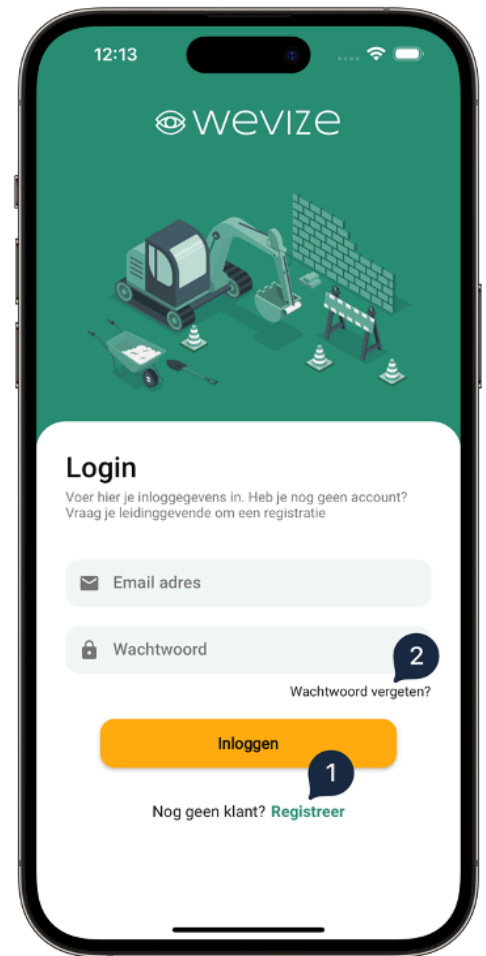 12:13
wevize
Login
Voer hier je inloggegevens in. Heb je nog geen account?
Vraag je leidinggevende om een registratie
Email adres
Wachtwoord
2
Wachtwoord vergeten?
Inloggen
1
Nog geen klant? Registreer